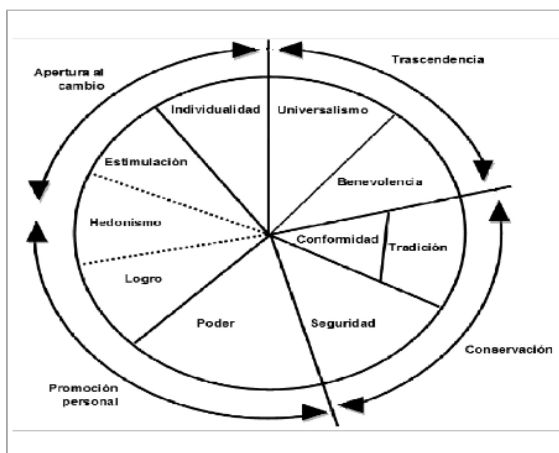 Apertura al
cambio
Trascendencia
Individualidad
Universalismo
Estimulación
Benevolencia
Hedonismo
Conformidad
Tradición
Logro
Poder
Seguridad
Conservación
Promoción
personal